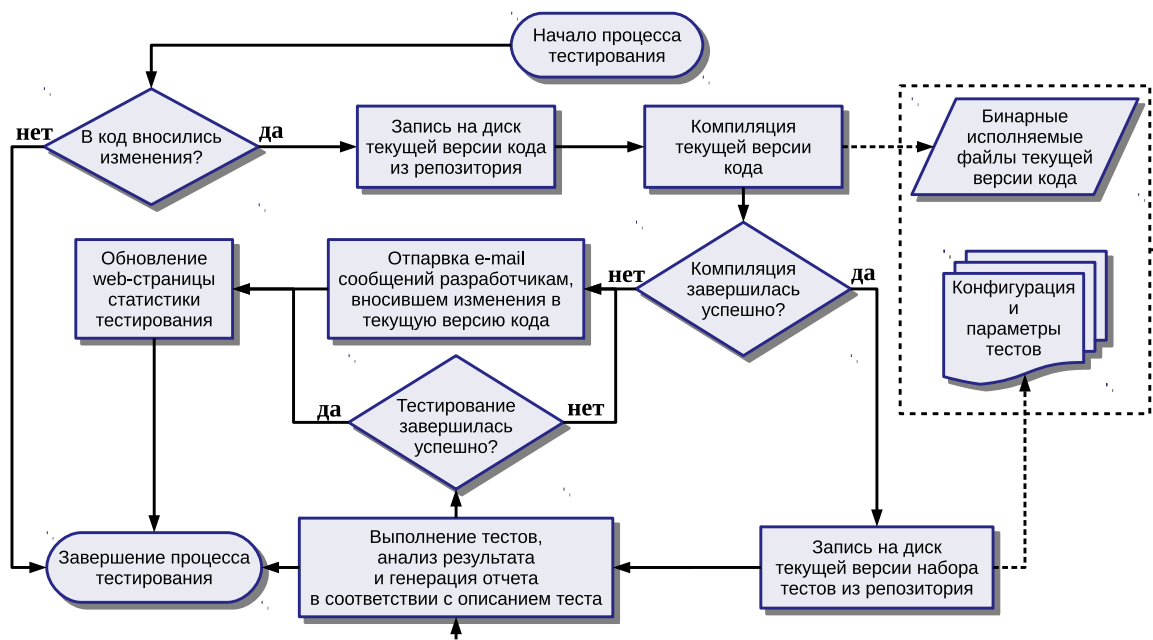 Начало процесса
тестирования
нет
В код вносились
изменения?
да
Запись на диск
текущей версии кода
из репозитория
Компиляция
текущей версии
кода
Бинарные
исполняемые
файлы текущей
версии кода
Обновление
web-страницы
статистики
тестирования
Отпарвка e-mail
сообщений разработчикам,
вносившем изменения в
текущую версию кода
нет
Компиляция
завершилась
успешно?
да
Конфигурация
и
параметры
тестов
да
Тестирование
завершилась
успешно?
нет
Завершение процесса
тестирования
Выполнение тестов,
анализ результата
и генерация отчета
в соответствии с описанием теста
Запись на диск
текущей версии набора
тестов из репозитория